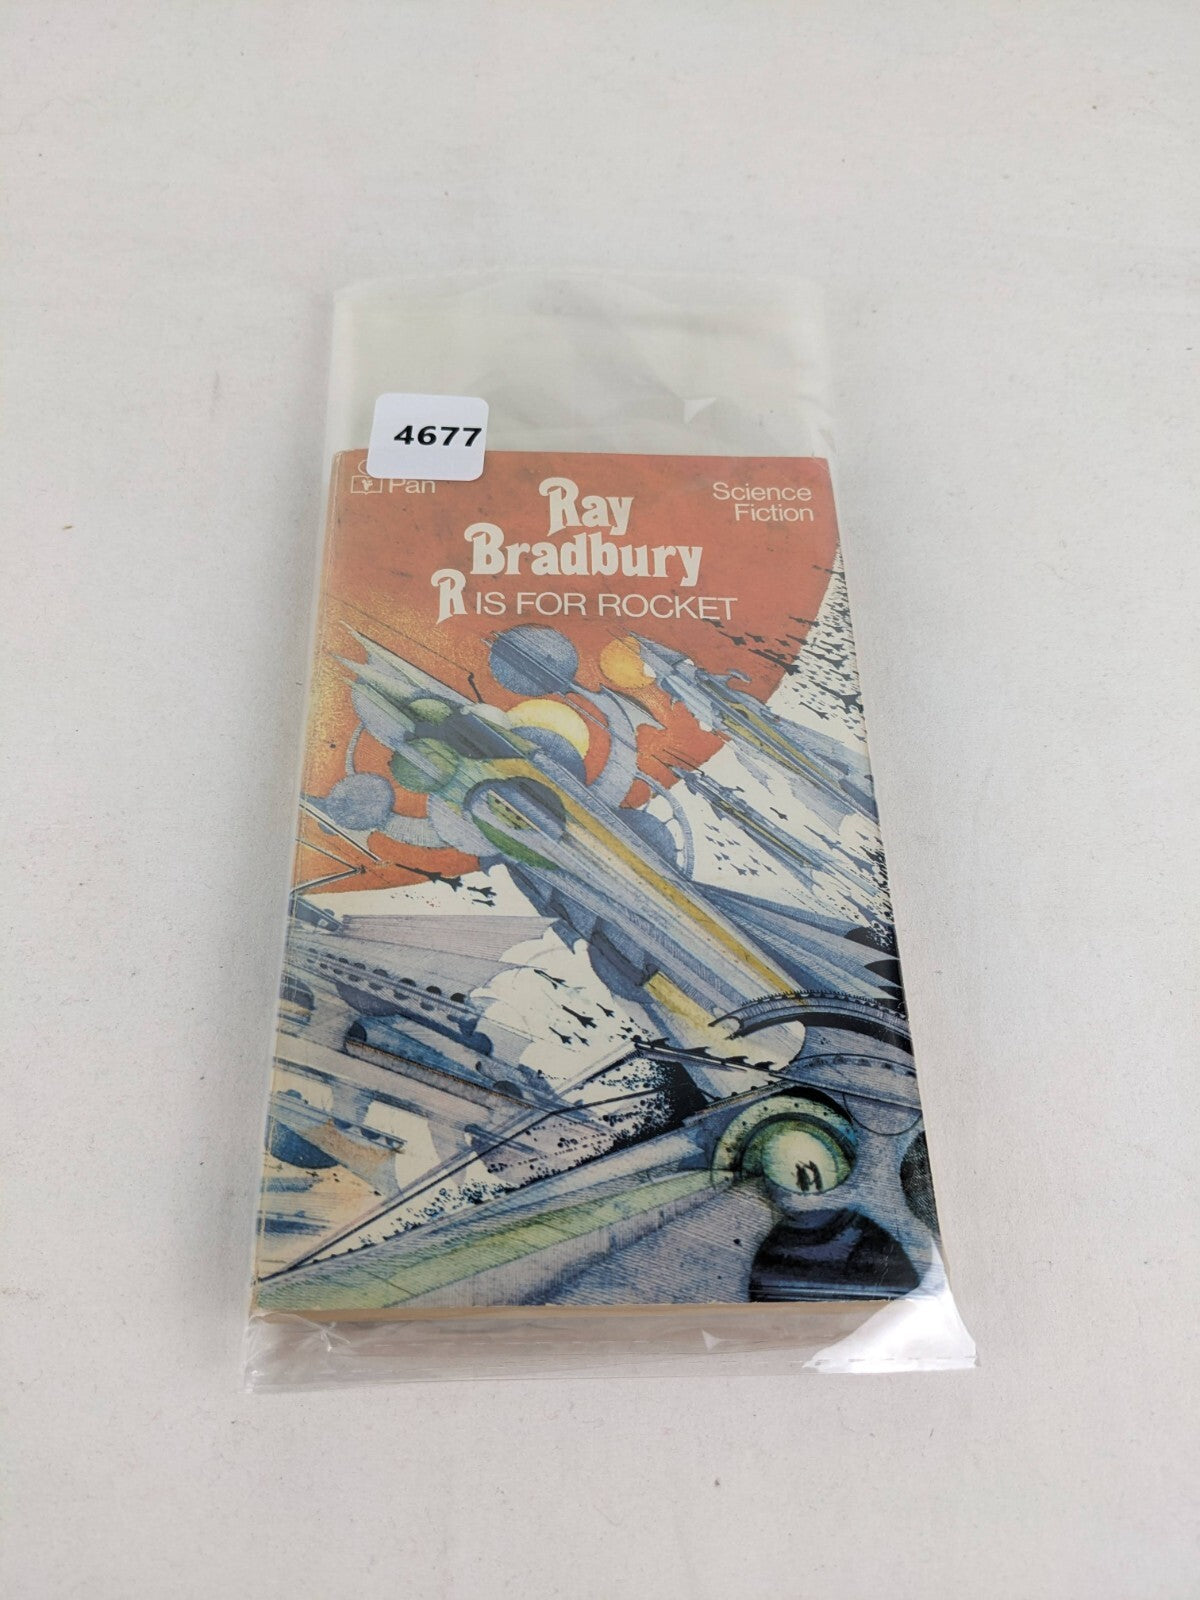 4677
Pan
Science
Fiction
Ray
Bradbury
R IS FOR ROCKET